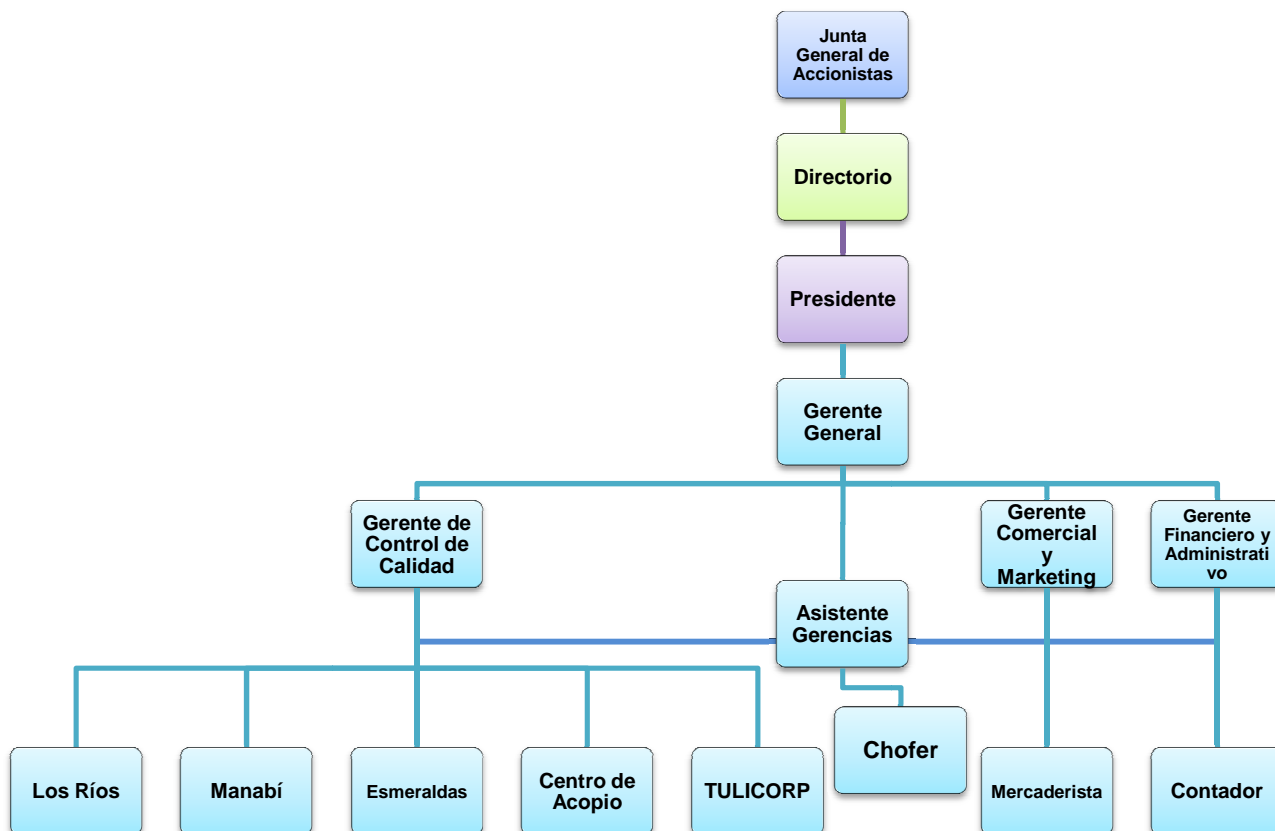 Junta
General de
Accionistas
Directorio
Presidente
Gerente
General
Gerente de
Control de
Calidad
Gerente
Comercial
y
Marketing
Gerente
Financiero y
Administrati
vo
Asistente
Gerencias
Chofer
Los Ríos
Manabí
Esmeraldas
Centro de
Acopio
TULICORP
Mercaderista
Contador